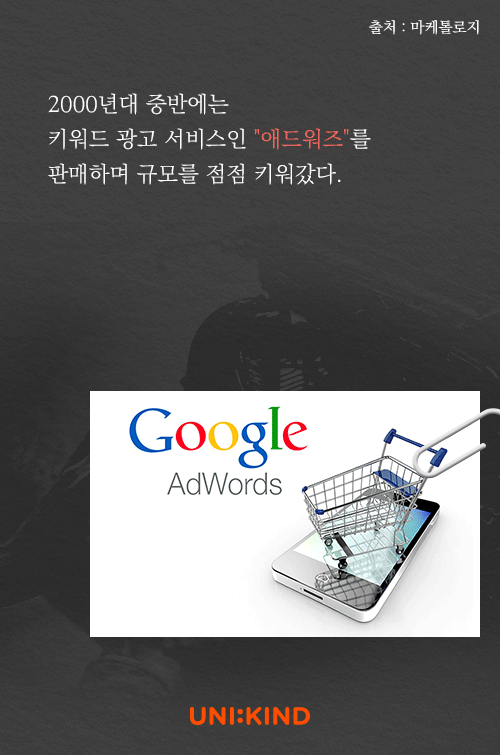 출처 : 마케톨로지
2000년대 중반에는
키워드 광고 서비스인 "애드워즈"를
판매하며 규모를 점점 키워갔다.
Google
AdWords
UNI:KIND